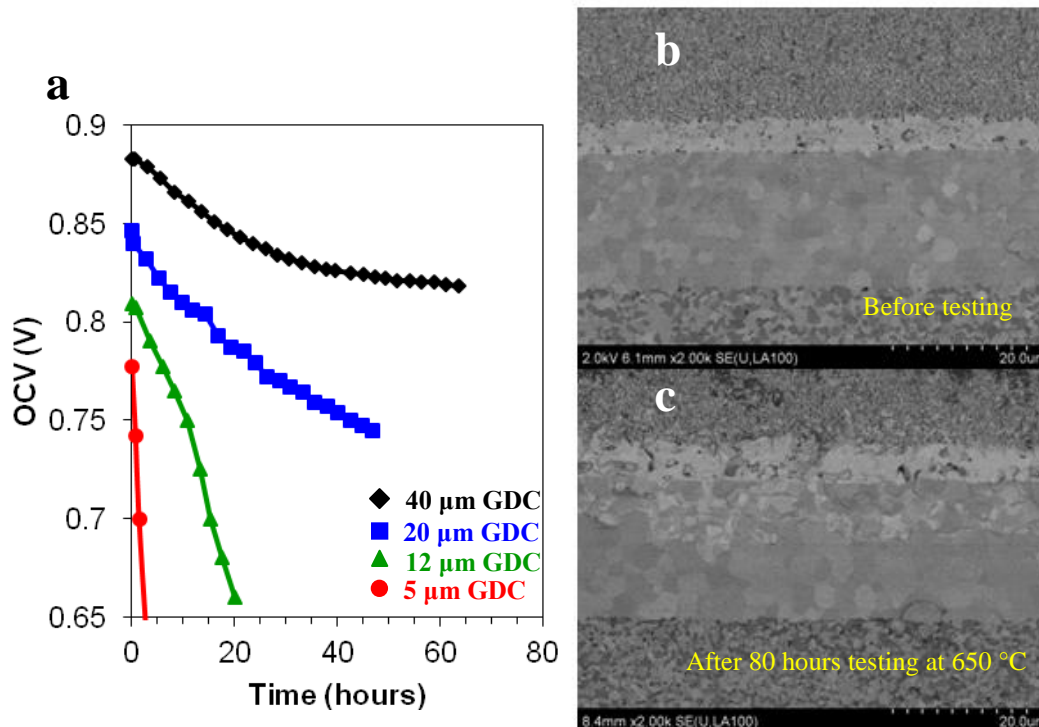 a
0.9
0.85
0.8
0.75
0.7
0.65
OCV (V)
40 µm GDC
20 µm GDC
12 µm GDC
5 µm GDC
0 20 40 60 80
Time (hours)
b
Before testing
2.0kV 6.1mm x2.00k SE(U,LA100) 20.0um
c
After 80 hours testing at 650 °C
8.4mm x2.00k SE(U,LA100) 20.0um